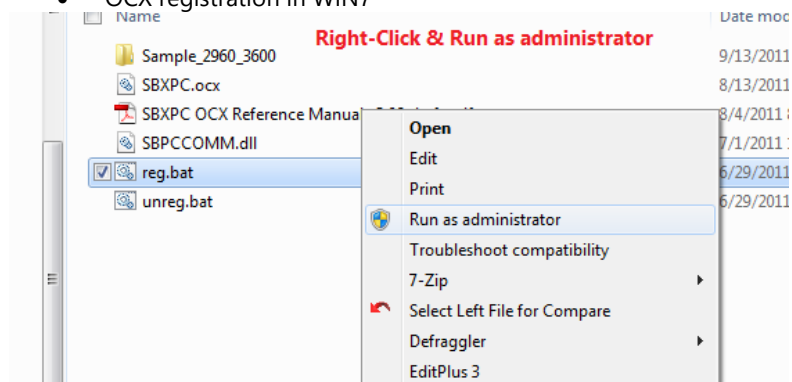 OCX registration in WIN7
Name
Date mod
Right-Click & Run as administrator
Sample_2960_3600
9/13/2011
SBXPC.ocx
8/13/2011
SBXPC OCX Reference Manual
8/4/2011
SBPCCOMM.dll
7/1/2011
reg.bat
6/29/2011
unreg.bat
6/29/2011
Open
Edit
Print
Run as administrator
Troubleshoot compatibility
7-Zip
Select Left File for Compare
Defraggler
EditPlus 3